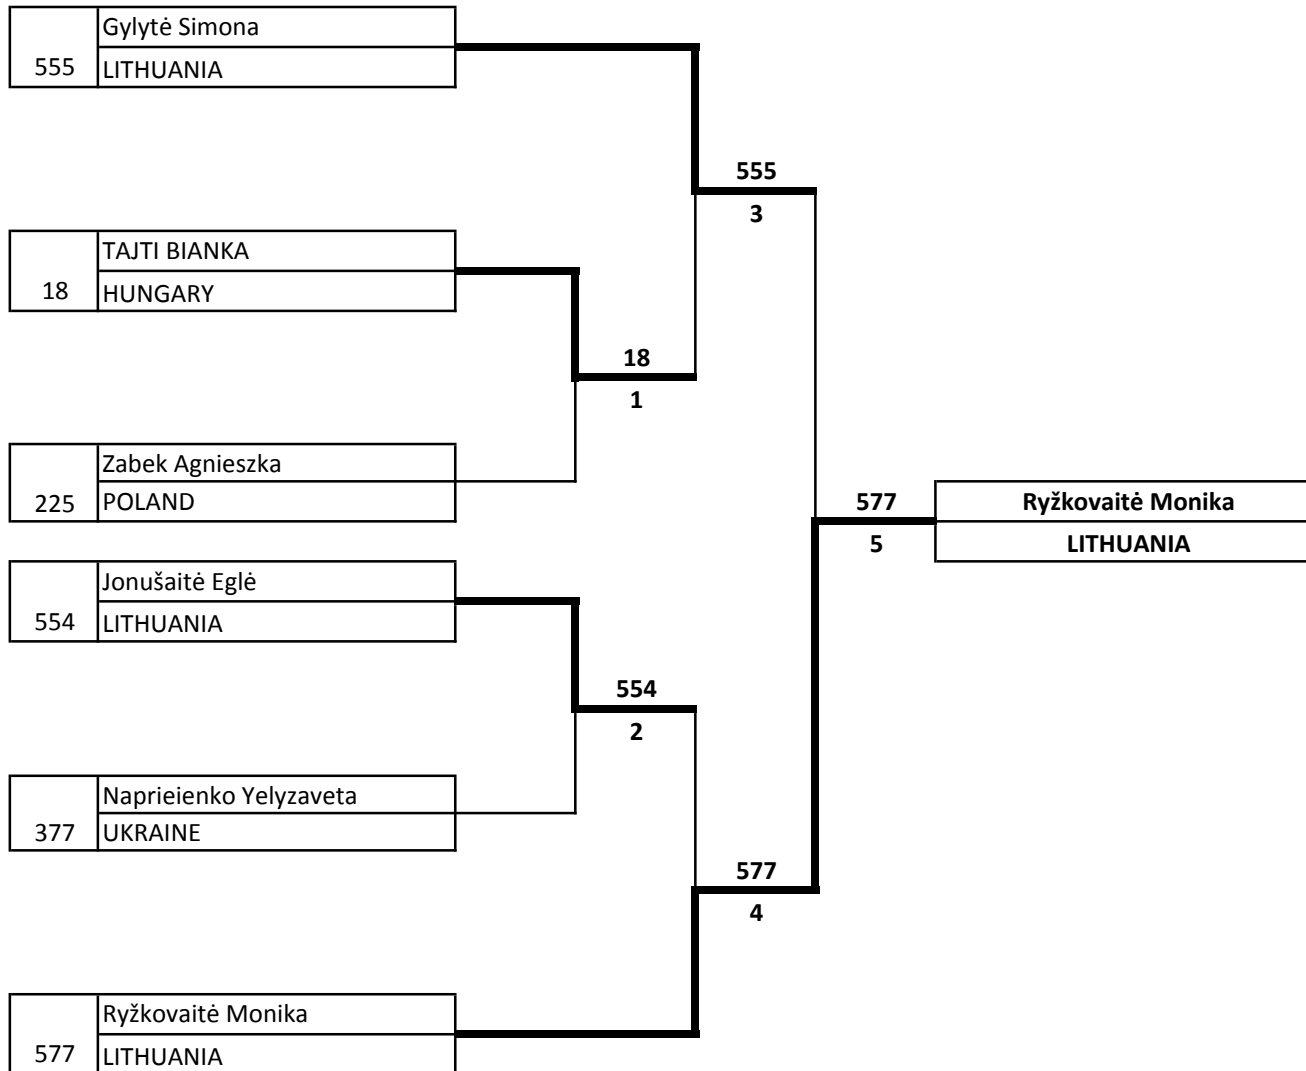 Gylytė Simona
555 LITHUANIA
555
3
TAJTI BIANKA
18 HUNGARY
18
1
Zabek Agnieszka
225 POLAND
577 Ryžkovaitė Monika
5 LITHUANIA
Jonušaitė Eglė
554 LITHUANIA
554
2
Naprieienko Yelyzaveta
377 UKRAINE
577
4
Ryžkovaitė Monika
577 LITHUANIA